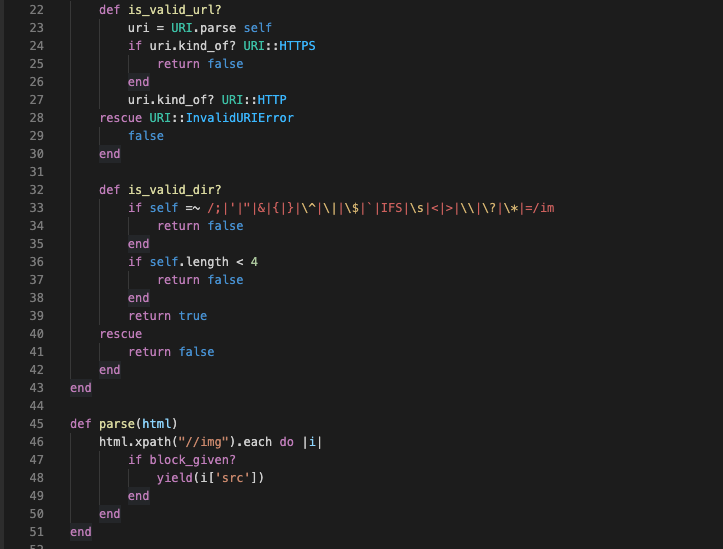 22 def is_valid_url?
23 uri = URI.parse self
24 if uri.kind_of? URI::HTTPS
25 return false
26 end
27 uri.kind_of? URI::HTTP
28 rescue URI::InvalidURIError
29 false
30 end
31
32 def is_valid_dir?
33 if self =~ /;|'|"|&|{|}|\^|\||\$|`|IFS|\s|<|>|\\|\?|\*|=/im
34 return false
35 end
36 if self.length < 4
37 return false
38 end
39 return true
40 rescue
41 return false
42 end
43 end
44
45 def parse(html)
46 html.xpath("//img").each do |i|
47 if block_given?
48 yield(i['src'])
49 end
50 end
51 end